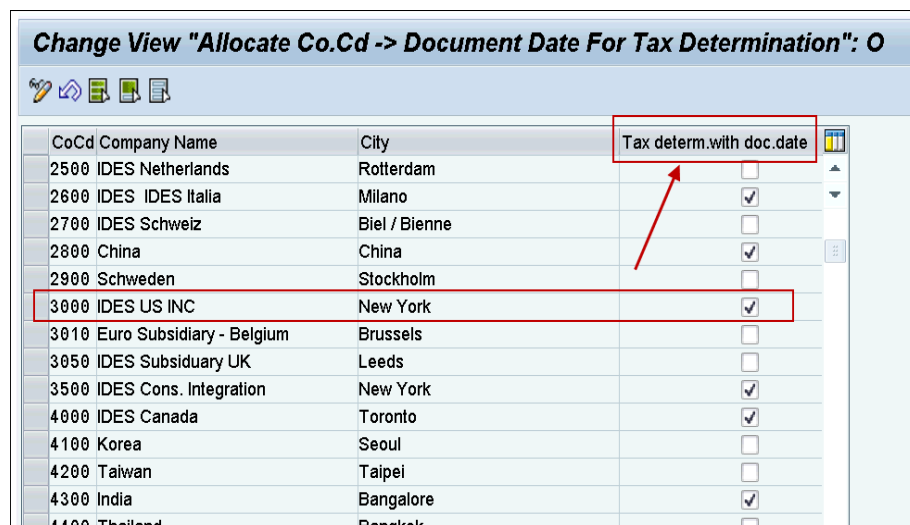 Change View "Allocate Co.Cd -> Document Date For Tax Determination": O
CoCd Company Name City Tax determ.with doc.date
2500 IDES Netherlands Rotterdam
2600 IDES IDES Italia Milano
2700 IDES Schweiz Biel / Bienne
2800 China China
2900 Schweden Stockholm
3000 IDES US INC New York
3010 Euro Subsidiary - Belgium Brussels
3050 IDES Subsiduary UK Leeds
3500 IDES Cons. Integration New York
4000 IDES Canada Toronto
4100 Korea Seoul
4200 Taiwan Taipei
4300 India Bangalore
4400 Thailand Bangkok